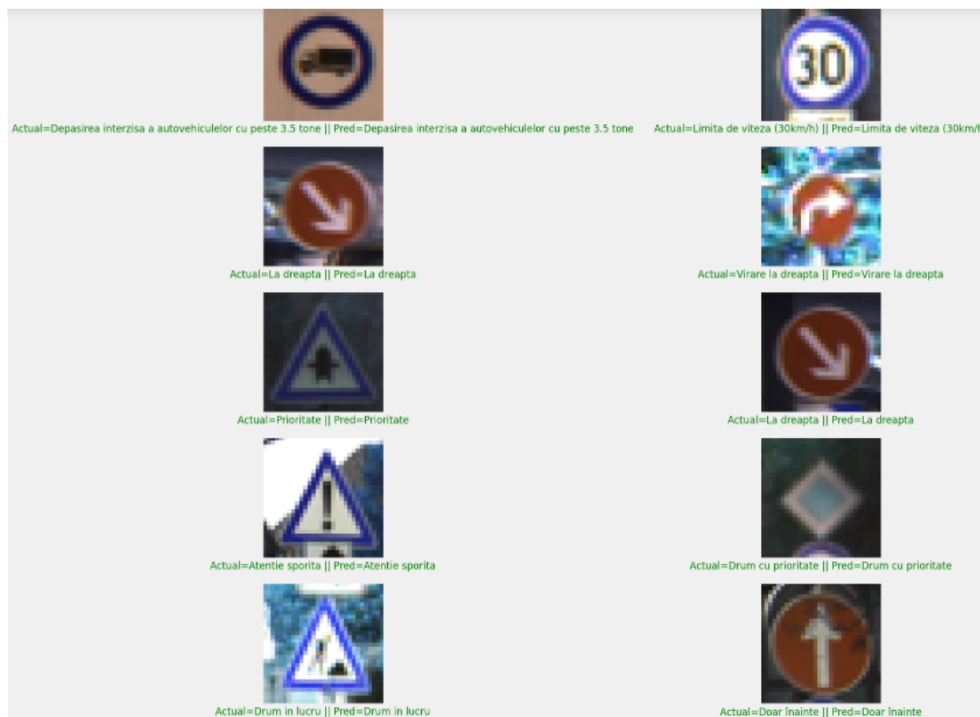 30
Actual=Depasirea interzisa a autovehiculelor cu peste 3.5 tone || Pred=Depasirea interzisa a autovehiculelor cu peste 3.5 tone
Actual=Limita de viteza (30km/h) || Pred=Limita de viteza (30km/h
Actual=La dreapta || Pred=La dreapta
Actual=Virare la dreapta || Pred=Virare la dreapta
Actual=Prioritate || Pred=Prioritate
Actual=La dreapta || Pred=La dreapta
!
Actual=Atentie sporita || Pred=Atentie sporita
Actual=Drum cu prioritate || Pred=Drum cu prioritate
Actual=Drum in lucru || Pred=Drum in lucru
Actual=Doar înainte || Pred=Doar înainte